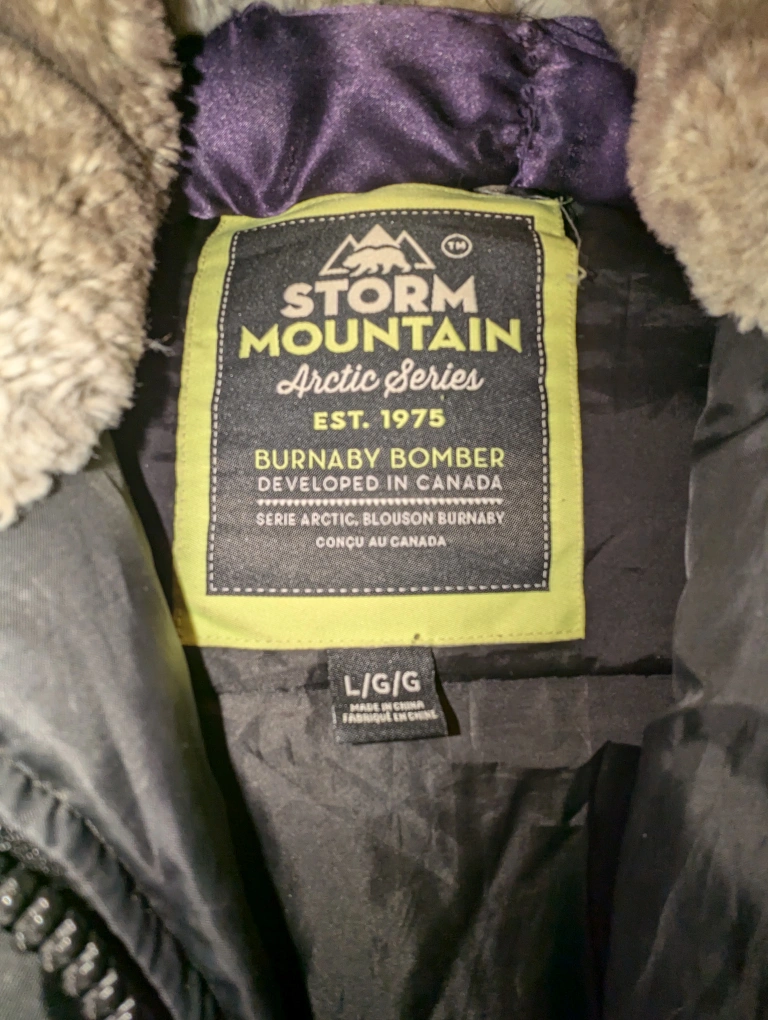 TM
STORM
MOUNTAIN
Arctic Series
EST. 1975
BURNABY BOMBER
DEVELOPED IN CANADA
SERIE ARCTIC, BLOUSON BURNABY
CONÇU AU CANADA
L/G/G
MADE IN CHINA
FABRIQUÉ EN CHINE